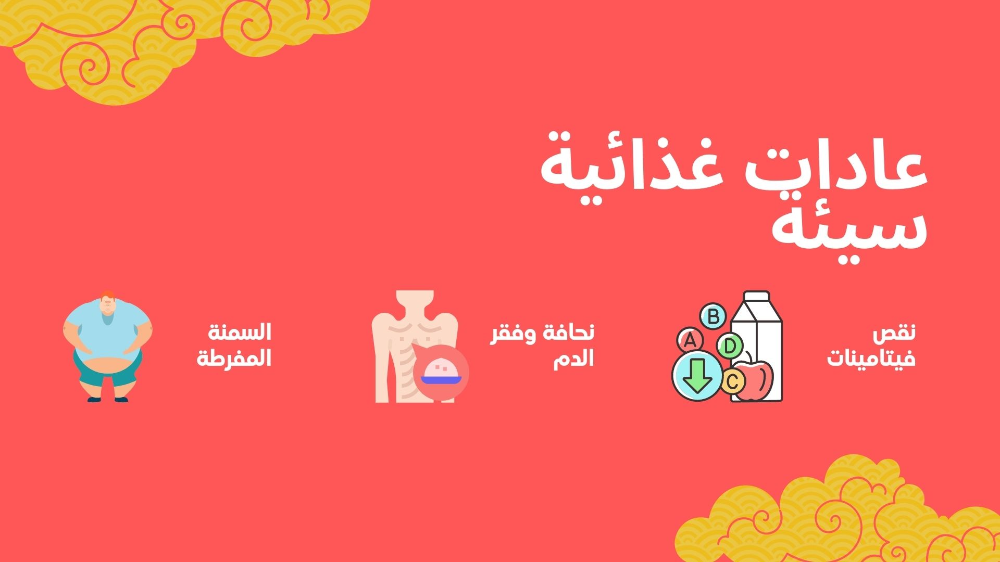 عادات غذائية
سيئة
نقص
فيتامينات
B
A
D
C
نحافة وفقر
الدم
السمنة
المفرطة